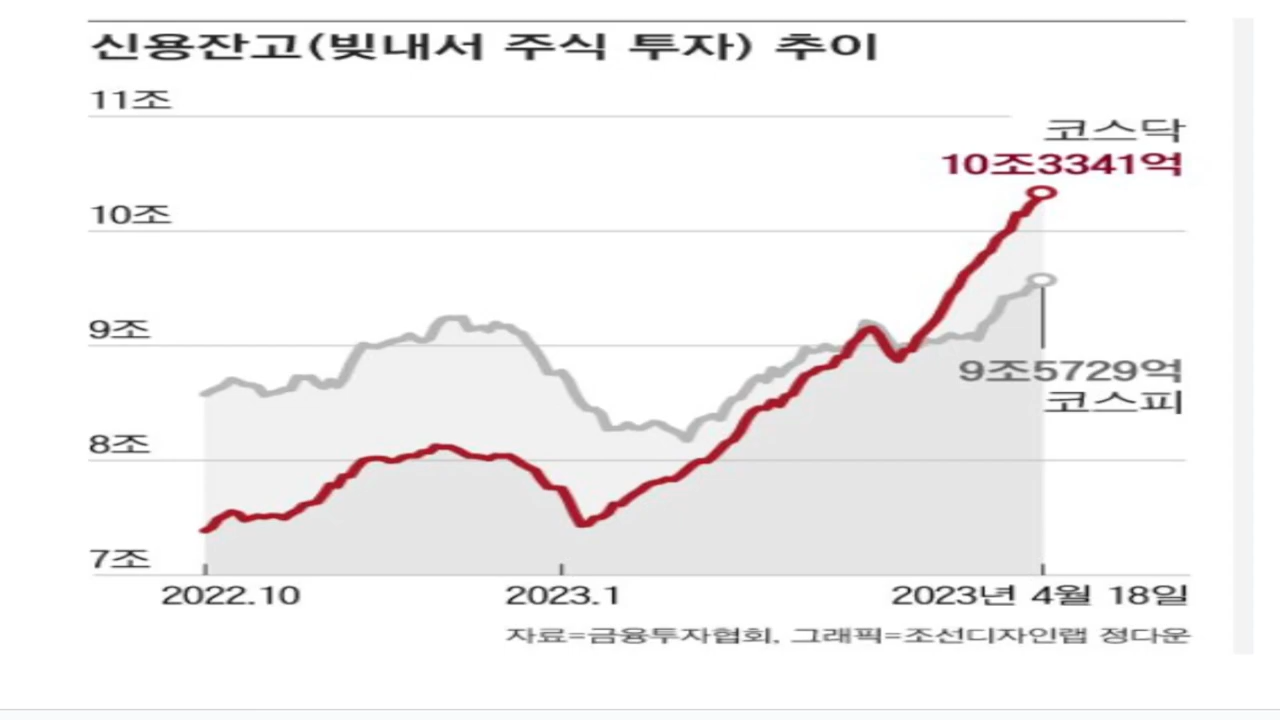 신용잔고(빚내서 주식 투자) 추이
11조
코스닥
10조3341억
10조
9조
9조5729억
코스피
8조
7조
2022.10 2023.1 2023년 4월 18일
자료=금융투자협회, 그래픽=조선디자인랩 정다운